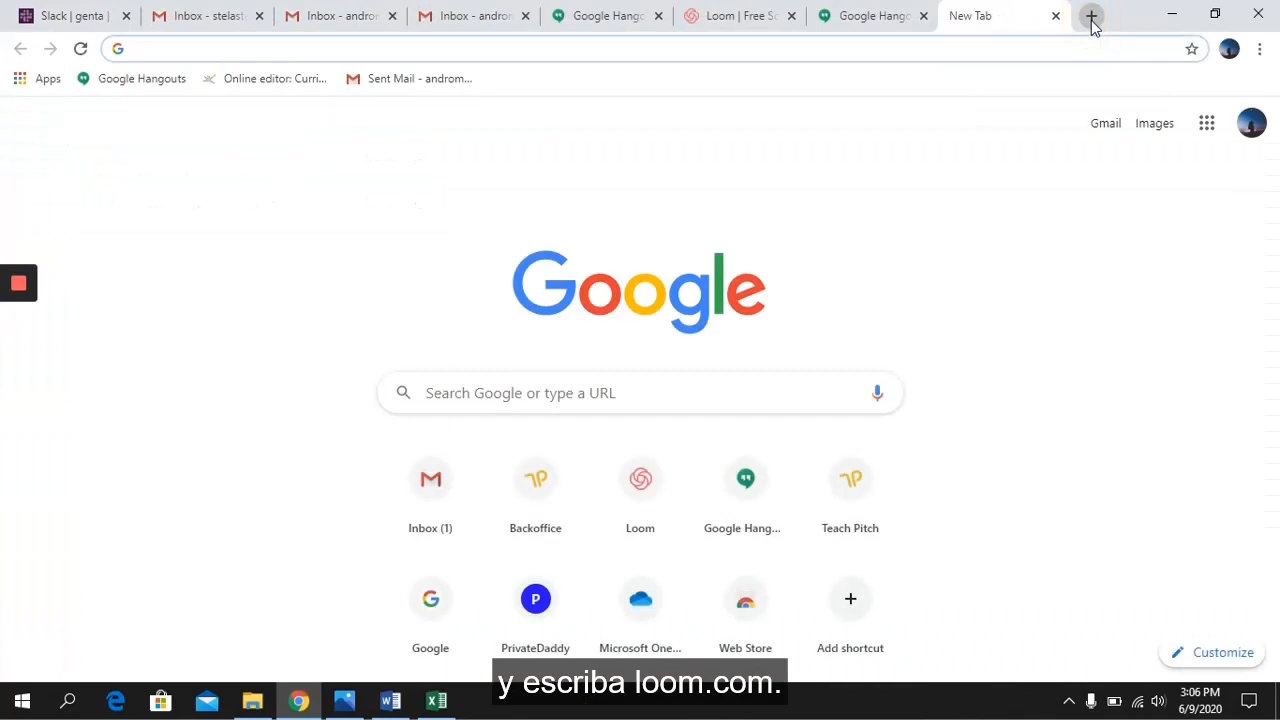 Slack | genta |
Inbox - stelast
Inbox - andron
Inbox - andron
Google Hango
Loom | Free Sc
Google Hang
New Tab
Apps
Google Hangouts
Online editor: Curri...
Sent Mail - androm...
Gmail
Images
Google
Search Google or type a URL
Inbox (1)
Backoffice
Loom
Google Hang...
Teach Pitch
Google
P
PrivateDaddy
Microsoft One...
Web Store
Add shortcut
Customize
y escriba loom.com.
3:06 PM
6/9/2020